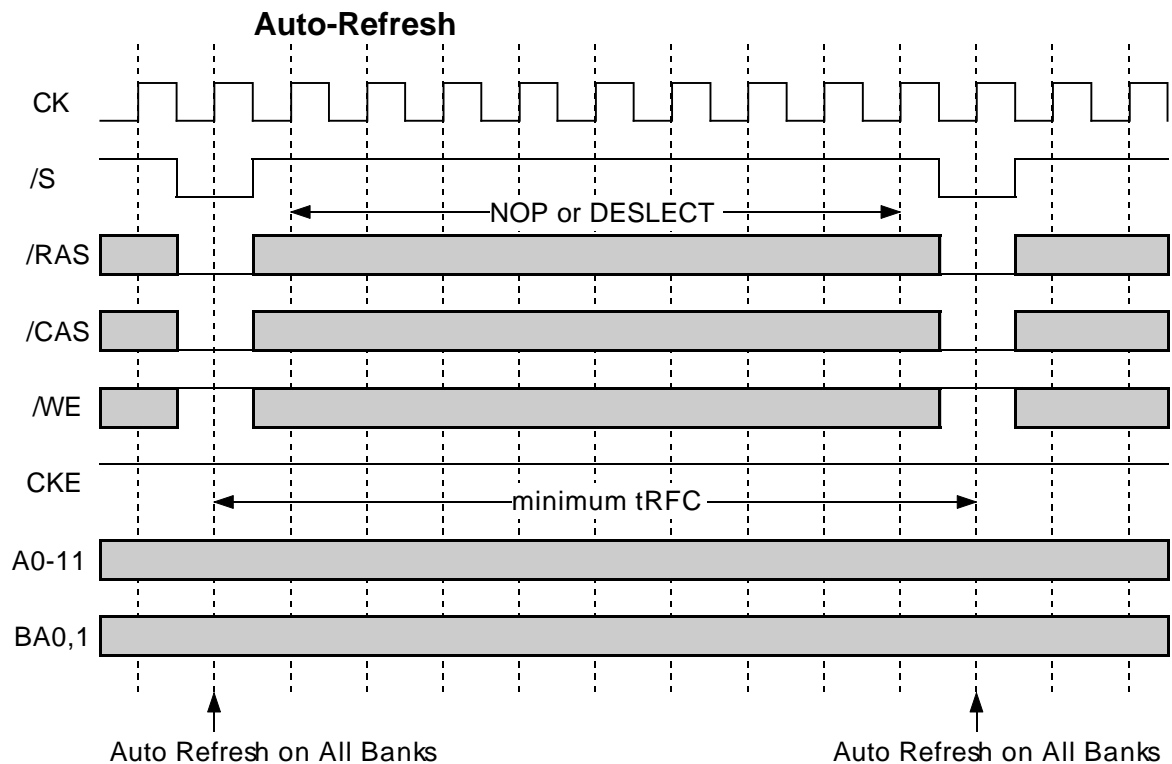 Auto-Refresh
CK
/S
NOP or DESLECT
/RAS
/CAS
/WE
CKE
minimum tRFC
A0-11
BA0,1
Auto Refresh on All Banks
Auto Refresh on All Banks